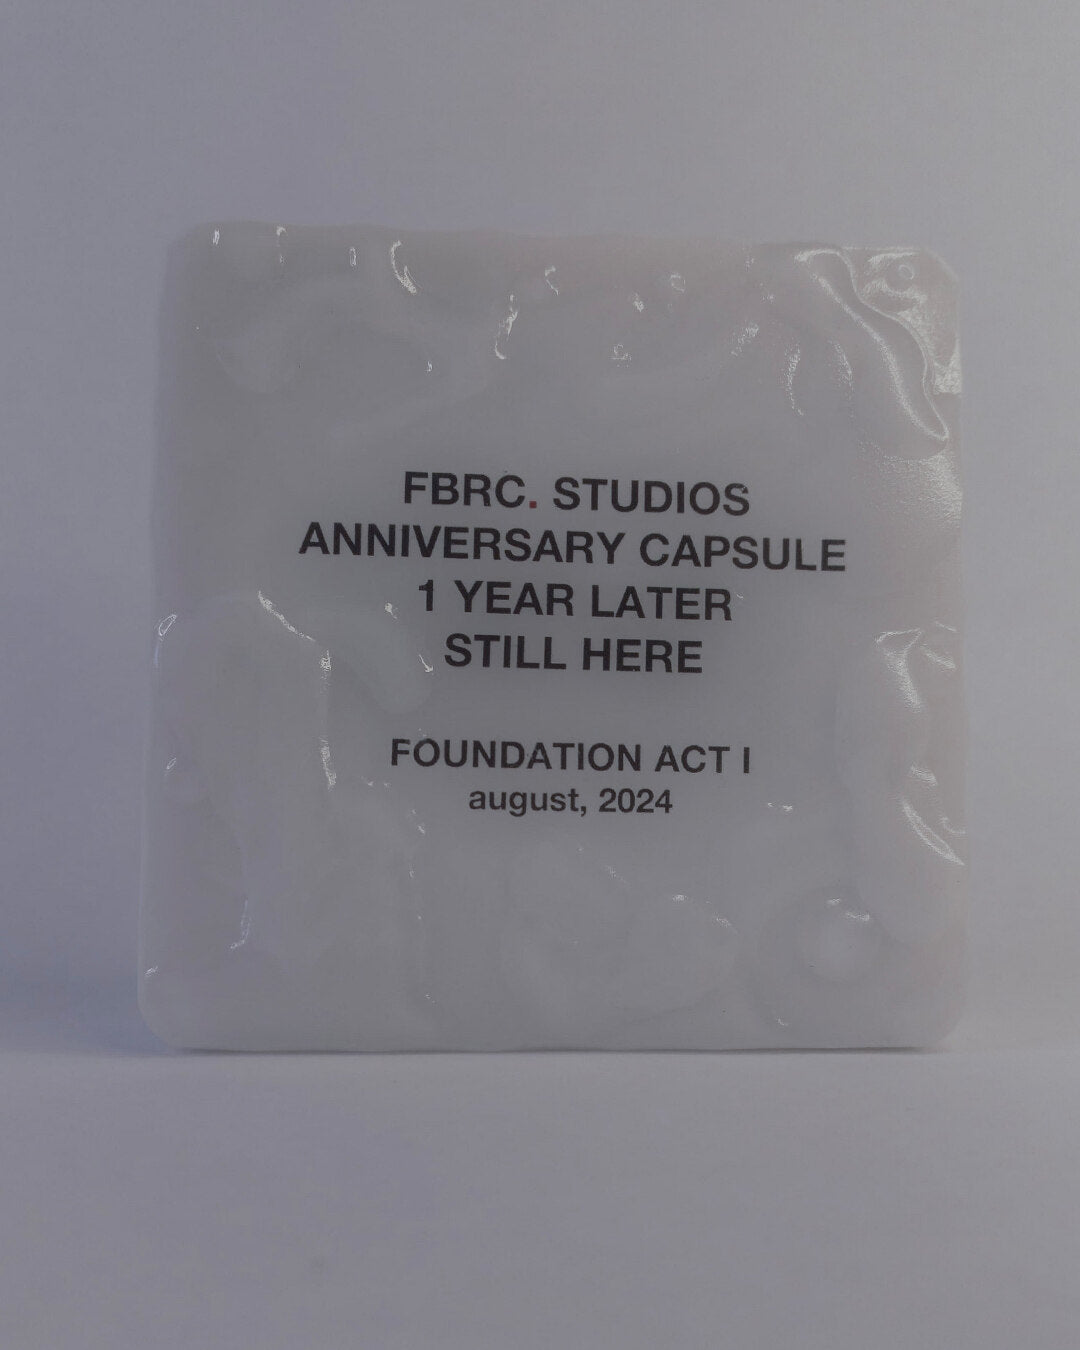 FBRC. STUDIOS
ANNIVERSARY CAPSULE
1 YEAR LATER
STILL HERE
FOUNDATION ACT I
august, 2024